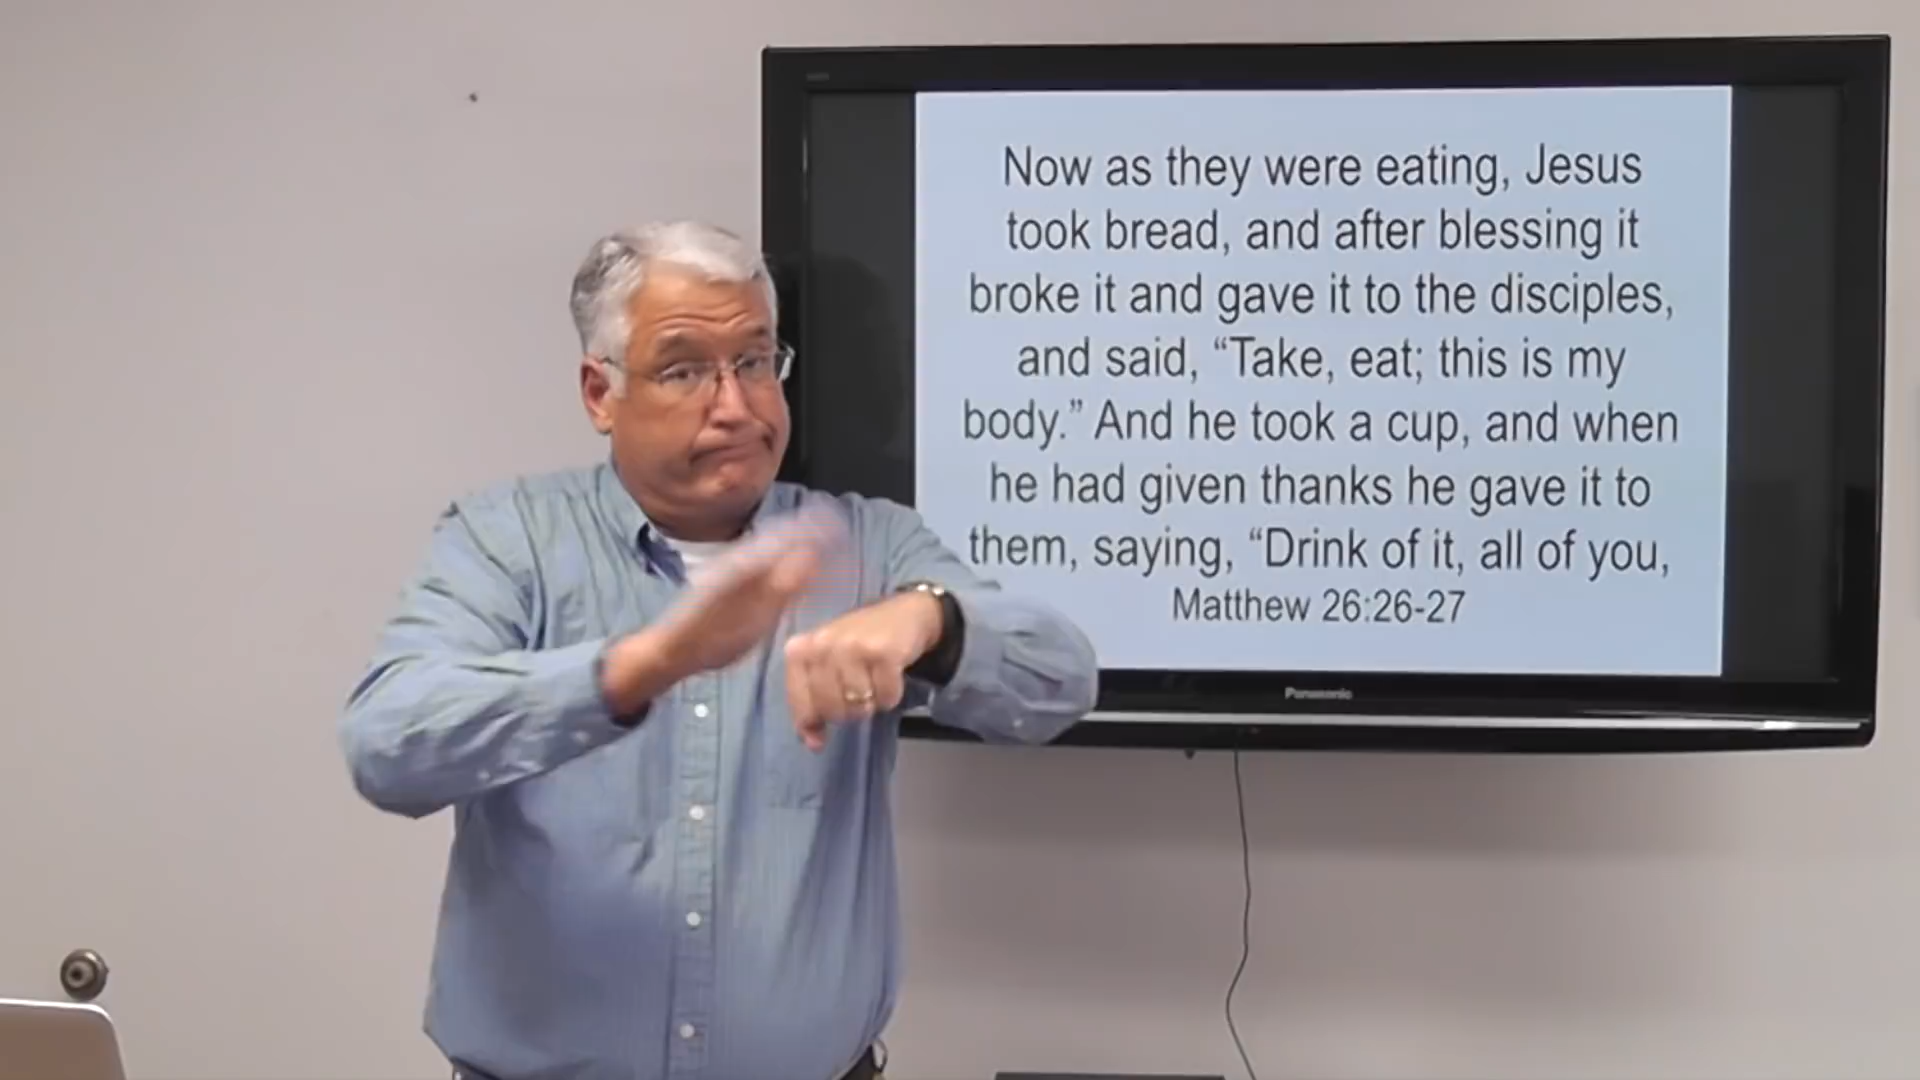 Now as they were eating, Jesus
took bread, and after blessing it
broke it and gave it to the disciples,
and said, “Take, eat; this is my
body.” And he took a cup, and when
he had given thanks he gave it to
them, saying, “Drink of it, all of you,
Matthew 26:26-27
Panasonic